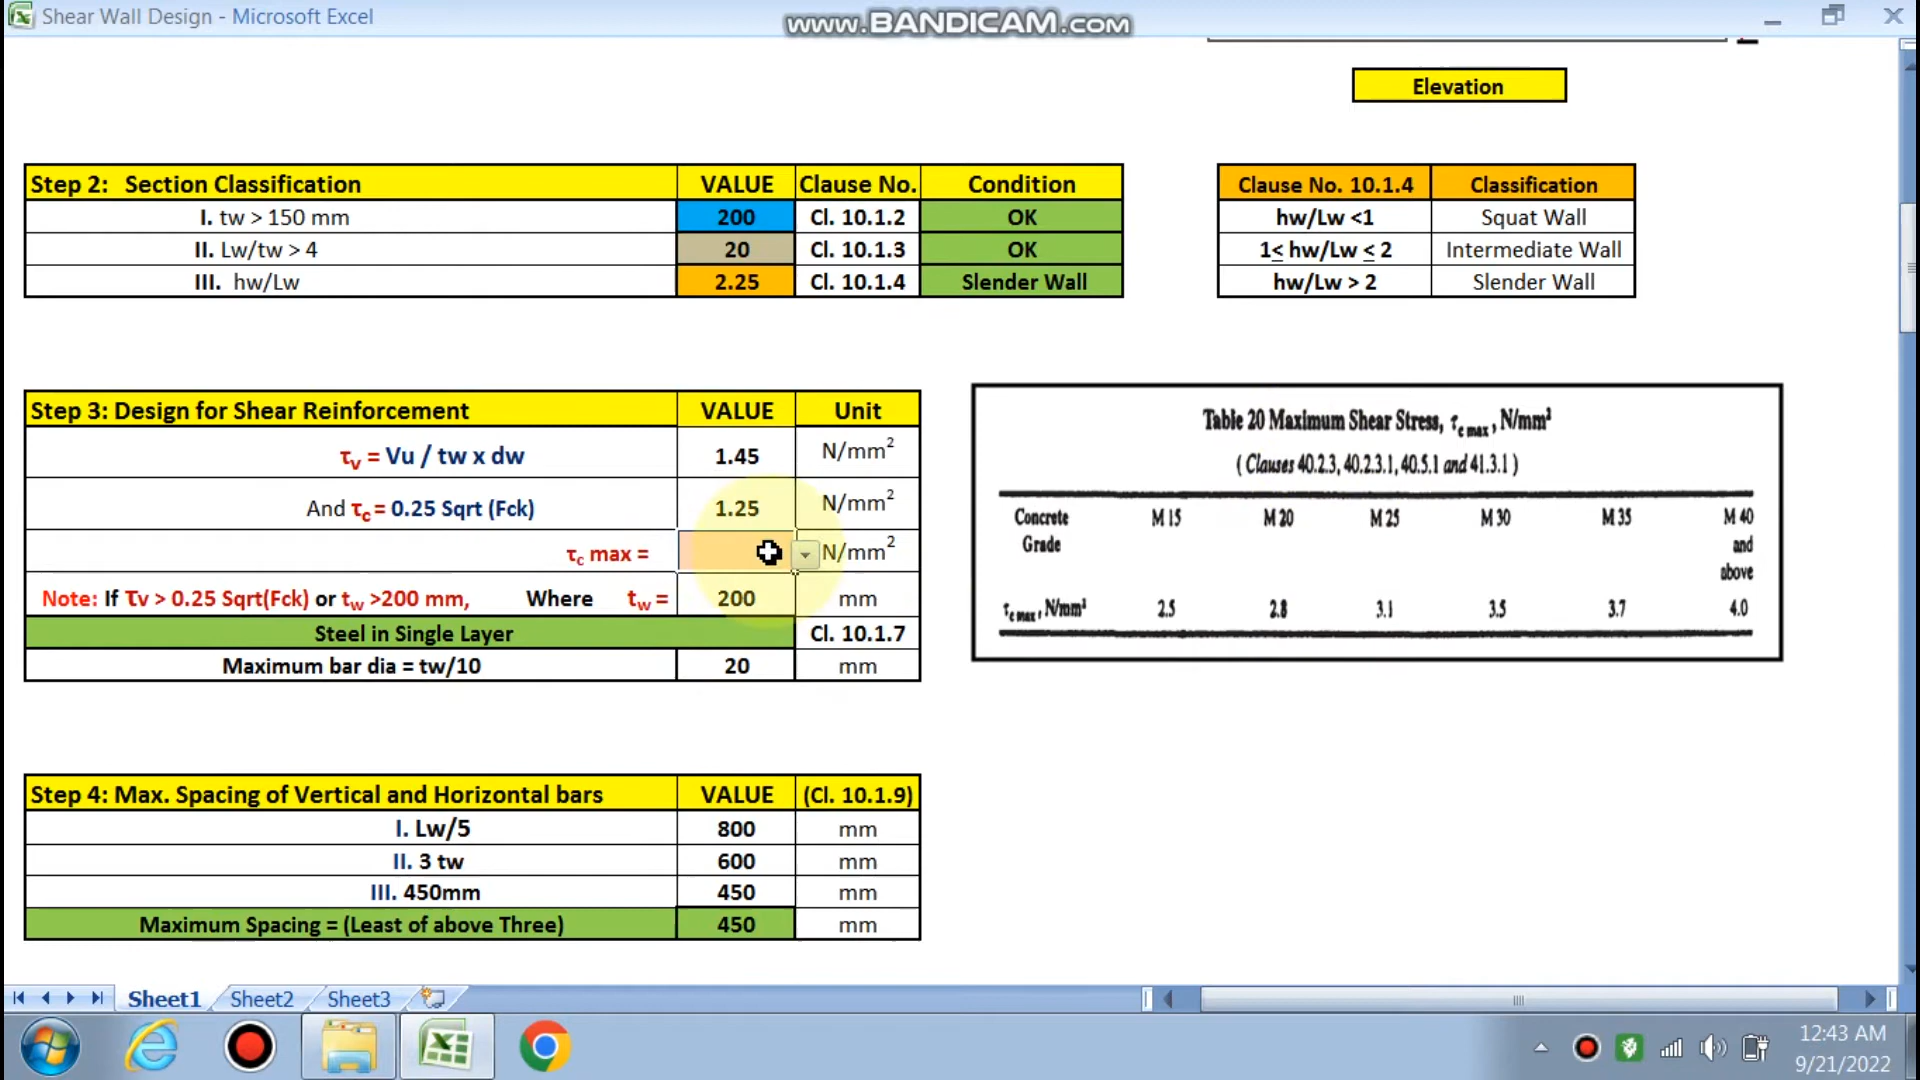 Shear Wall Design - Microsoft Excel
www.BANDICAM.com
Elevation
Step 2: Section Classification VALUE Clause No. Condition
I. tw > 150 mm 200 Cl. 10.1.2 OK
II. Lw/tw > 4 20 Cl. 10.1.3 OK
III. hw/Lw 2.25 Cl. 10.1.4 Slender Wall
Clause No. 10.1.4 Classification
hw/Lw <1 Squat Wall
1≤ hw/Lw ≤ 2 Intermediate Wall
hw/Lw > 2 Slender Wall
Step 3: Design for Shear Reinforcement VALUE Unit
τv = Vu / tw x dw 1.45 N/mm²
And τc = 0.25 Sqrt (Fck) 1.25 N/mm²
τc max = N/mm²
Note: If τv > 0.25 Sqrt(Fck) or tw >200 mm, Where tw = 200 mm
Steel in Single Layer Cl. 10.1.7
Maximum bar dia = tw/10 20 mm
Table 20 Maximum Shear Stress, τc max, N/mm²
( Clauses 40.2.3, 40.2.3.1, 40.5.1 and 41.3.1 )
Concrete Grade M 15 M 20 M 25 M 30 M 35 M 40 and above
τc max, N/mm² 2.5 2.8 3.1 3.5 3.7 4.0
Step 4: Max. Spacing of Vertical and Horizontal bars VALUE (Cl. 10.1.9)
I. Lw/5 800 mm
II. 3 tw 600 mm
III. 450mm 450 mm
Maximum Spacing = (Least of above Three) 450 mm
Sheet1 Sheet2 Sheet3
12:43 AM
9/21/2022